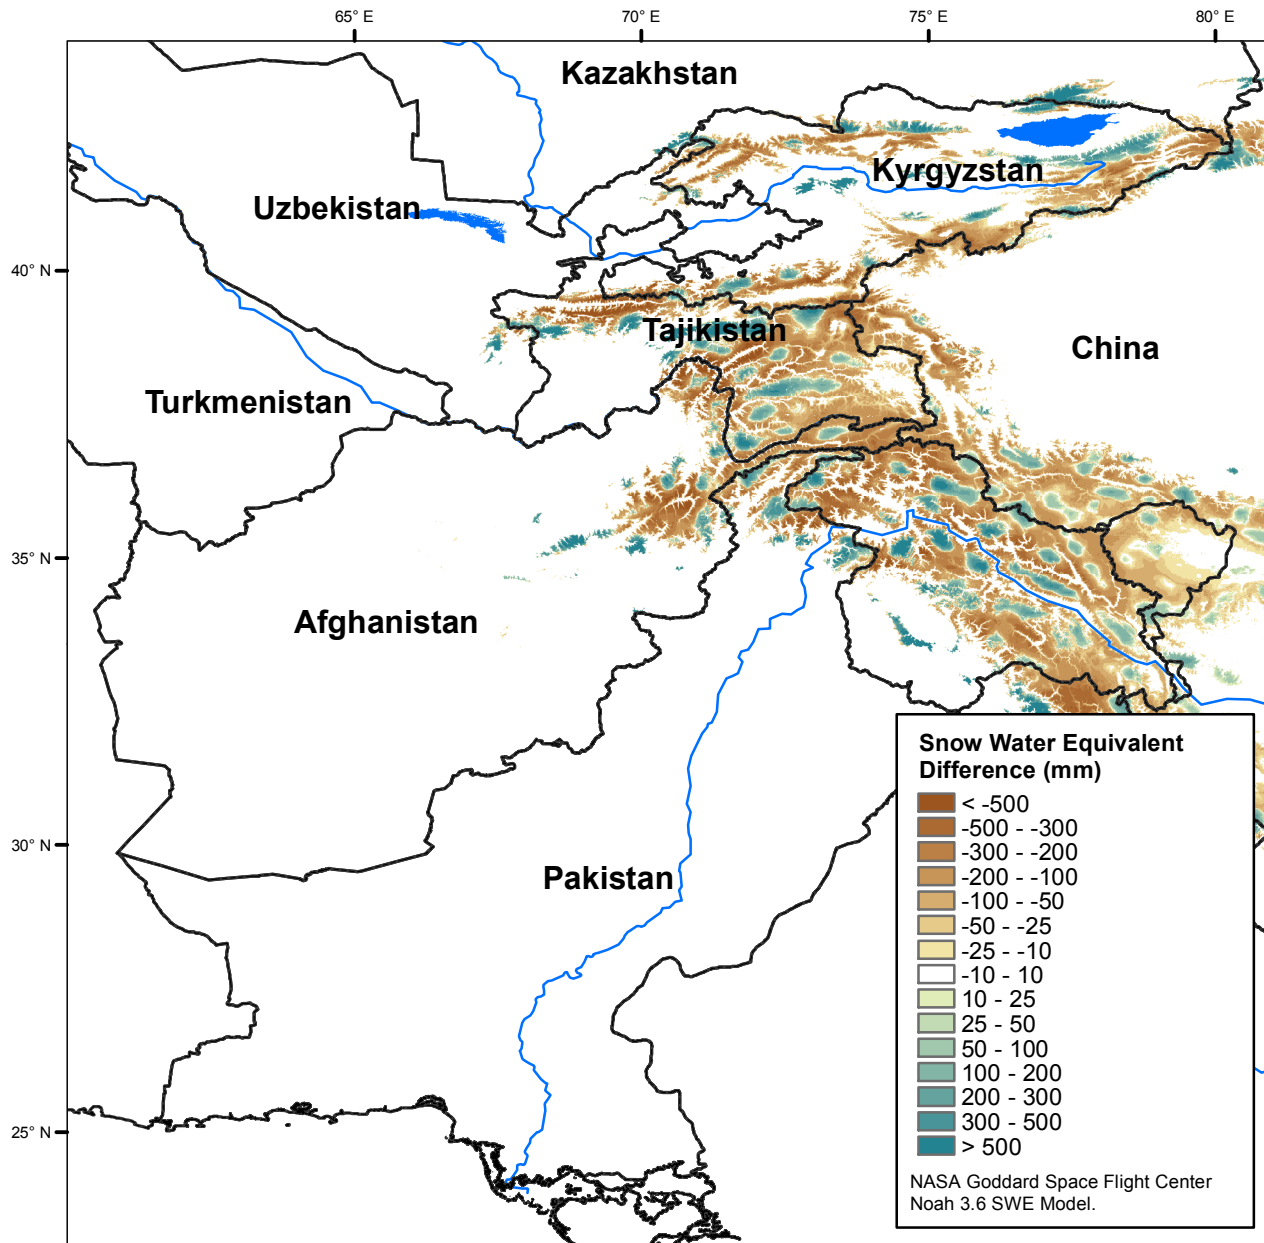 65° E
70° E
75° E
80° E
Kazakhstan
Kyrgyzstan
Uzbekistan
40° N
Tajikistan
China
Turkmenistan
35° N
Afghanistan
30° N
Pakistan
25° N
Snow Water Equivalent
Difference (mm)
< -500
-500 - -300
-300 - -200
-200 - -100
-100 - -50
-50 - -25
-25 - -10
-10 - 10
10 - 25
25 - 50
50 - 100
100 - 200
200 - 300
300 - 500
> 500
NASA Goddard Space Flight Center
Noah 3.6 SWE Model.